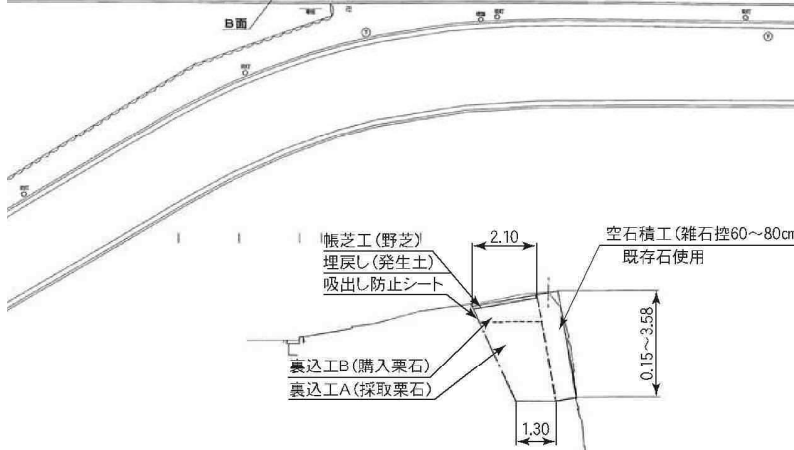 B面
帳芝工(野芝)
埋戻し(発生土)
吸出し防止シート
2.10
空石積工(雑石控60～80cm
既存石使用
0.15～3.58
裏込工B(購入栗石)
裏込工A(採取栗石)
1.30